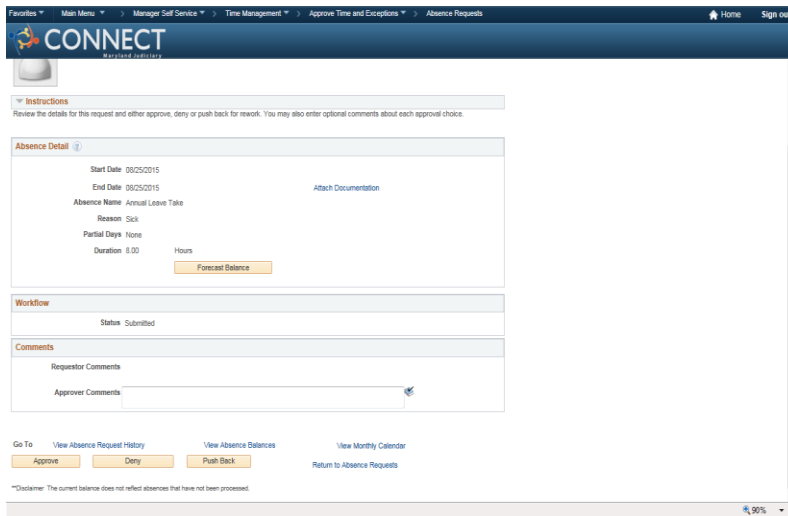 Favorites Main Menu > Manager Self Service > Time Management > Approve Time and Exceptions > Absence Requests Home Sign ou
CONNECT
Maryland Judiciary
Instructions
Review the details for this request and either approve, deny or push back for rework. You may also enter optional comments about each approval choice.
Absence Detail ?
Start Date 08/25/2015
End Date 08/25/2015 Attach Documentation
Absence Name Annual Leave Take
Reason Sick
Partial Days None
Duration 8.00 Hours
Forecast Balance
Workflow
Status Submitted
Comments
Requestor Comments
Approver Comments
Go To View Absence Request History View Absence Balances View Monthly Calendar
Approve Deny Push Back Return to Absence Requests
**Disclaimer The current balance does not reflect absences that have not been processed.
90%